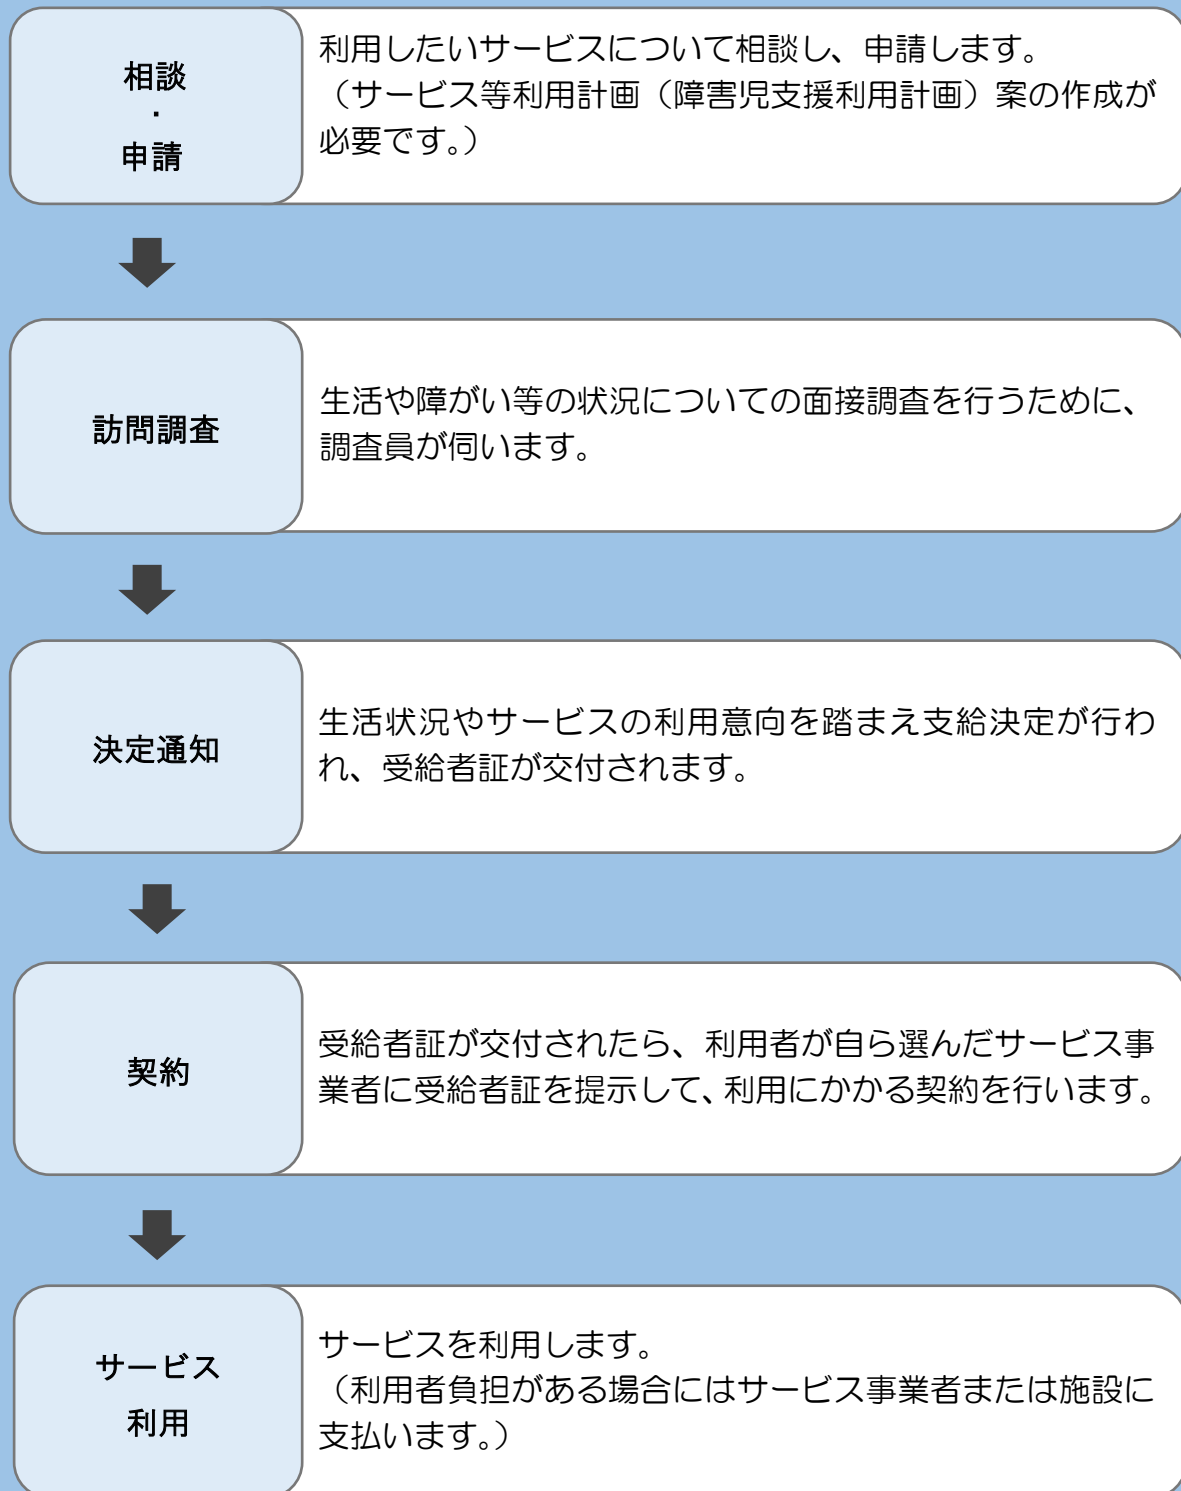 相談
・
申請
利用したいサービスについて相談し、申請します。
（サービス等利用計画（障害児支援利用計画）案の作成が
必要です。）
訪問調査
生活や障がい等の状況についての面接調査を行うために、
調査員が伺います。
決定通知
生活状況やサービスの利用意向を踏まえ支給決定が行わ
れ、受給者証が交付されます。
契約
受給者証が交付されたら、利用者が自ら選んだサービス事
業者に受給者証を提示して、利用にかかる契約を行います。
サービス
利用
サービスを利用します。
（利用者負担がある場合にはサービス事業者または施設に
支払います。）